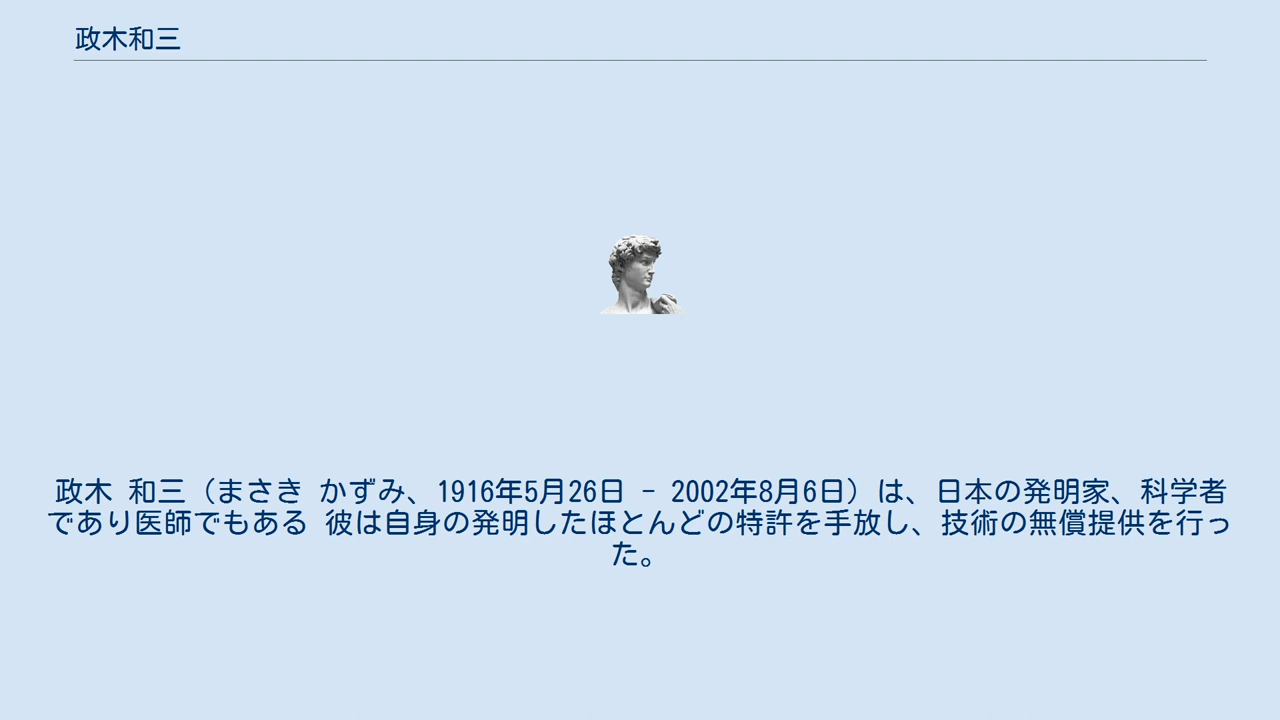 政木和三
政木 和三（まさき かずみ、1916年5月26日 - 2002年8月6日）は、日本の発明家、科学者
であり医師でもある 彼は自身の発明したほとんどの特許を手放し、技術の無償提供を行っ
た。